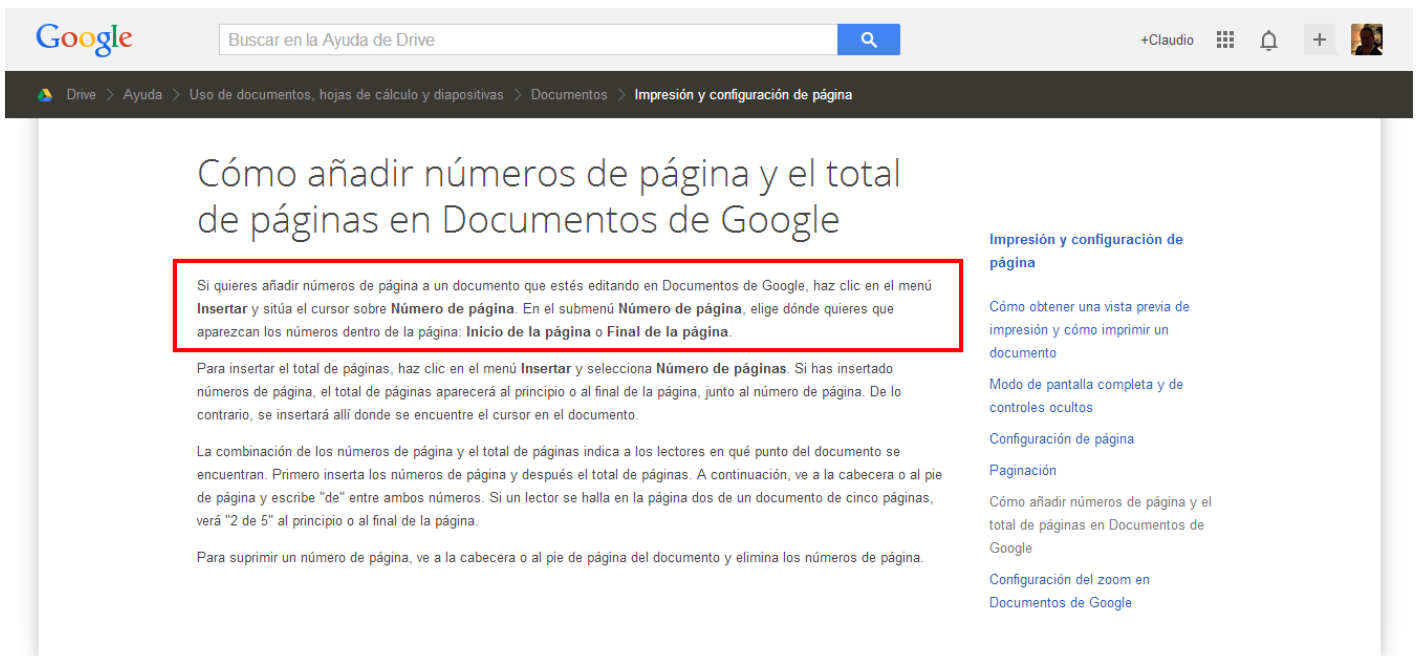 Google
Buscar en la Ayuda de Drive
+Claudio
Drive > Ayuda > Uso de documentos, hojas de cálculo y diapositivas > Documentos > Impresión y configuración de página
Cómo añadir números de página y el total
de páginas en Documentos de Google
Si quieres añadir números de página a un documento que estés editando en Documentos de Google, haz clic en el menú
Insertar y sitúa el cursor sobre Número de página. En el submenú Número de página, elige dónde quieres que
aparezcan los números dentro de la página: Inicio de la página o Final de la página.
Para insertar el total de páginas, haz clic en el menú Insertar y selecciona Número de páginas. Si has insertado
números de página, el total de páginas aparecerá al principio o al final de la página, junto al número de página. De lo
contrario, se insertará allí donde se encuentre el cursor en el documento.
La combinación de los números de página y el total de páginas indica a los lectores en qué punto del documento se
encuentran. Primero inserta los números de página y después el total de páginas. A continuación, ve a la cabecera o al pie
de página y escribe "de" entre ambos números. Si un lector se halla en la página dos de un documento de cinco páginas,
verá "2 de 5" al principio o al final de la página.
Para suprimir un número de página, ve a la cabecera o al pie de página del documento y elimina los números de página.
Impresión y configuración de
página
Cómo obtener una vista previa de
impresión y cómo imprimir un
documento
Modo de pantalla completa y de
controles ocultos
Configuración de página
Paginación
Cómo añadir números de página y el
total de páginas en Documentos de
Google
Configuración del zoom en
Documentos de Google